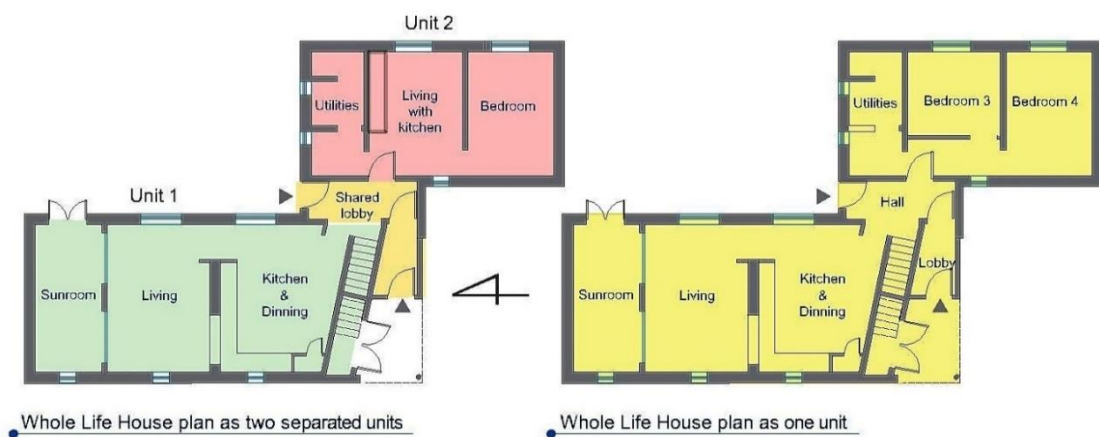 Unit 2
Utilities
Living
with
kitchen
Bedroom
Unit 1
Shared
lobby
Sunroom
Living
Kitchen
&
Dinning
Whole Life House plan as two separated units
Utilities
Bedroom 3
Bedroom 4
Hall
Lobby
Sunroom
Living
Kitchen
&
Dinning
Whole Life House plan as one unit